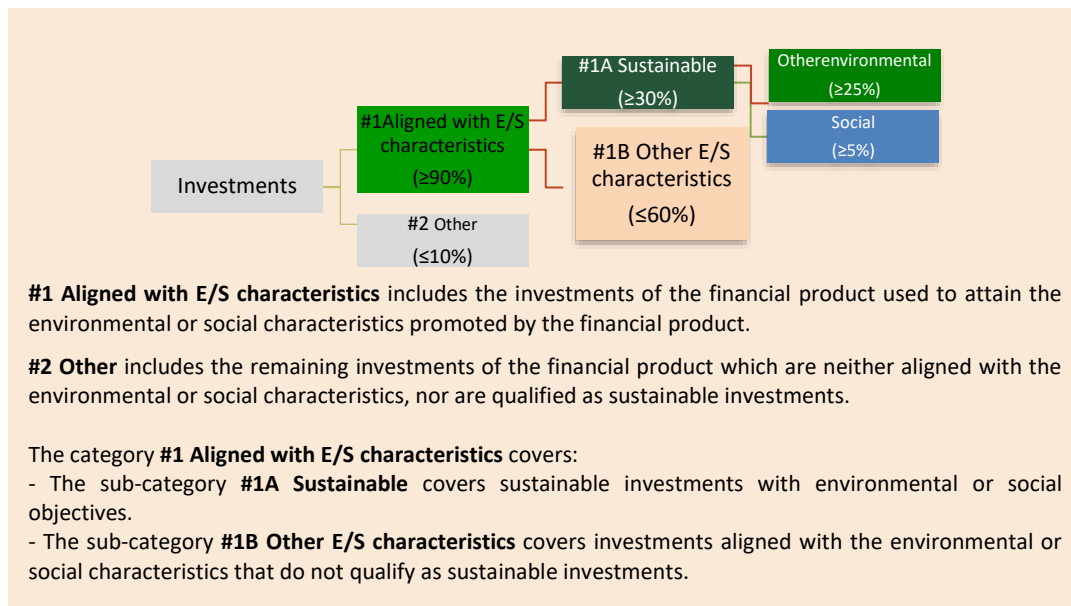 Investments
#1Aligned with E/S
characteristics
(≥90%)
#2 Other
(≤10%)
#1A Sustainable
(≥30%)
#1B Other E/S
characteristics
(≤60%)
Otherenvironmental
(≥25%)
Social
(≥5%)
#1 Aligned with E/S characteristics includes the investments of the financial product used to attain the
environmental or social characteristics promoted by the financial product.
#2 Other includes the remaining investments of the financial product which are neither aligned with the
environmental or social characteristics, nor are qualified as sustainable investments.
The category #1 Aligned with E/S characteristics covers:
- The sub-category #1A Sustainable covers sustainable investments with environmental or social
objectives.
- The sub-category #1B Other E/S characteristics covers investments aligned with the environmental or
social characteristics that do not qualify as sustainable investments.